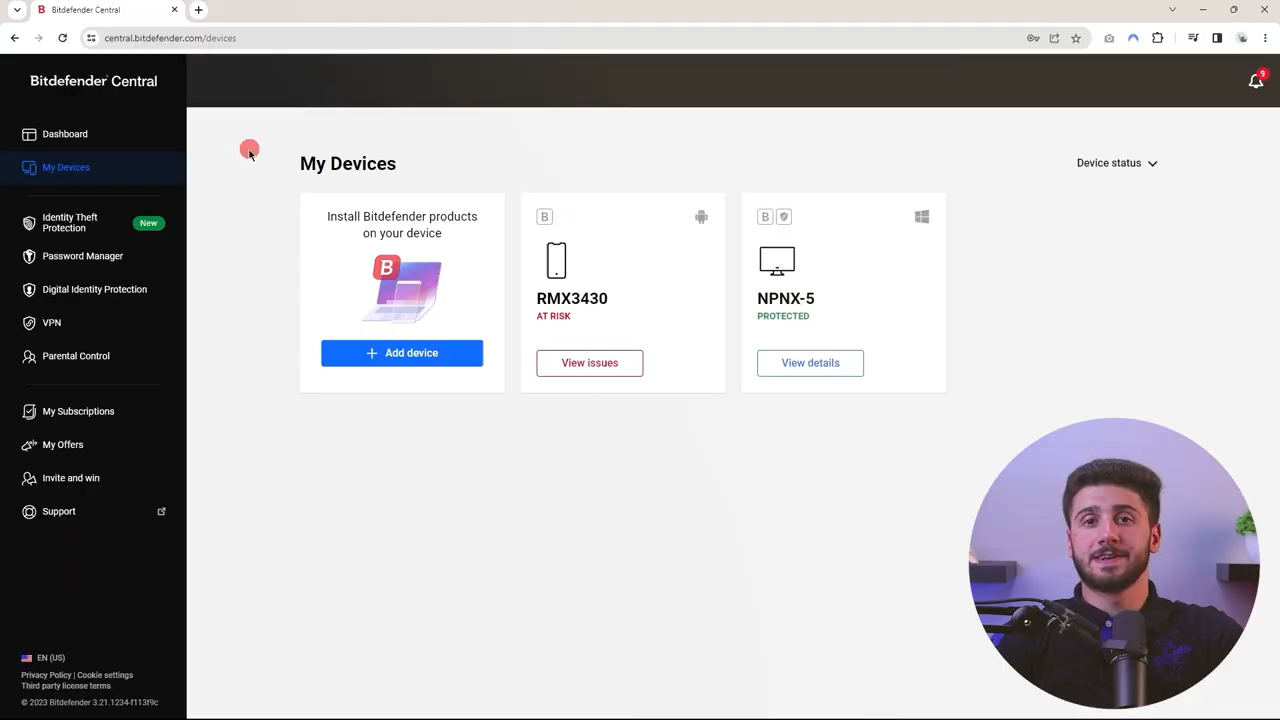 Bitdefender Central
central.bitdefender.com/devices
Bitdefender Central
9
Dashboard
My Devices
Identity Theft
Protection
New
Password Manager
Digital Identity Protection
VPN
Parental Control
My Subscriptions
My Offers
Invite and win
Support
EN (US)
Privacy Policy | Cookie settings
Third party license terms
© 2023 Bitdefender 3.21.1234-f113f9c
My Devices
Device status
Install Bitdefender products
on your device
B
Add device
B
RMX3430
AT RISK
View issues
B
NPNX-5
PROTECTED
View details